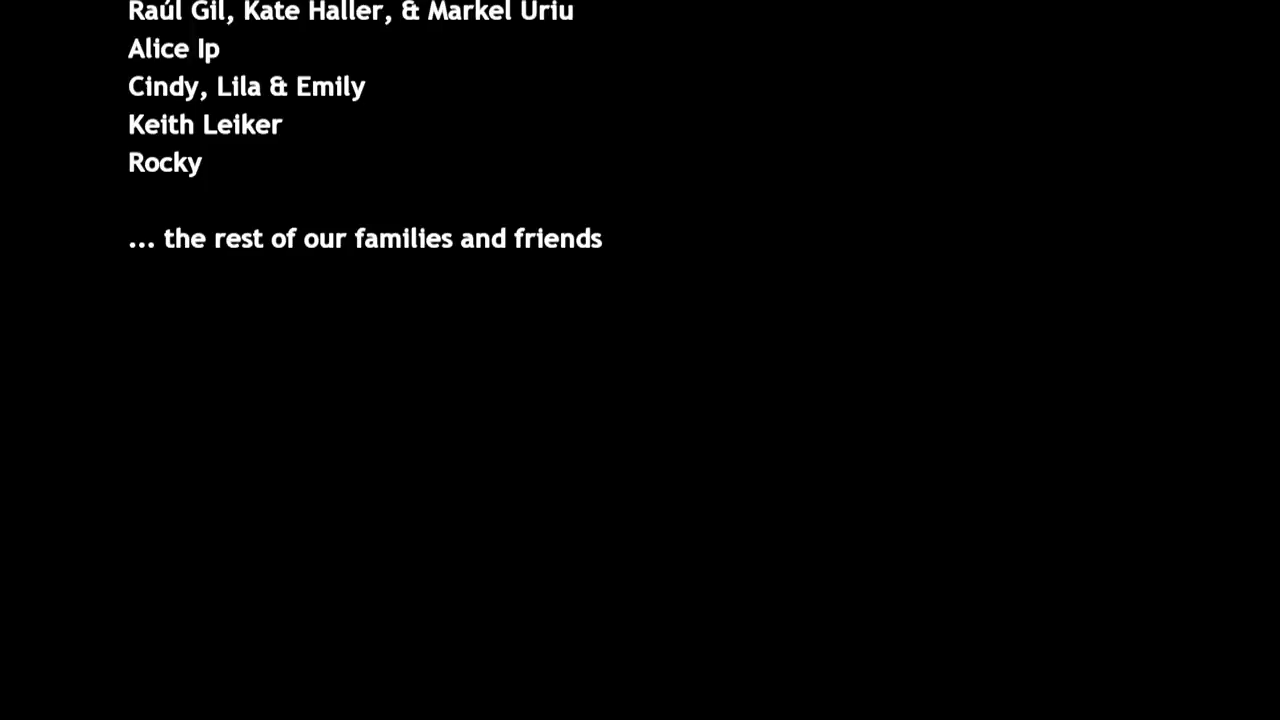 Raúl Gil, Kate Haller, & Markel Uriu
Alice Ip
Cindy, Lila & Emily
Keith Leiker
Rocky
... the rest of our families and friends